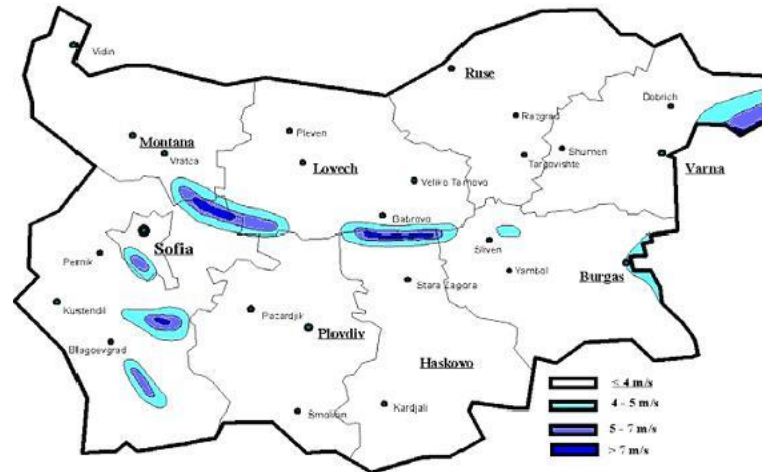 Vidin
Ruse
Dobrich
Razgrad
Pleven
Montana
Vratca
Lovech
Shumen
Targovishte
Varna
Veliko Tarnovo
Gabrovo
Sofia
Pernik
Sliven
Yambol
Burgas
Stara Zagora
Kustendil
Pazardjik
Plovdiv
Blagoevgrad
Haskovo
Smolian
Kardjali
≤ 4 m/s
4 - 5 m/s
5 - 7 m/s
> 7 m/s